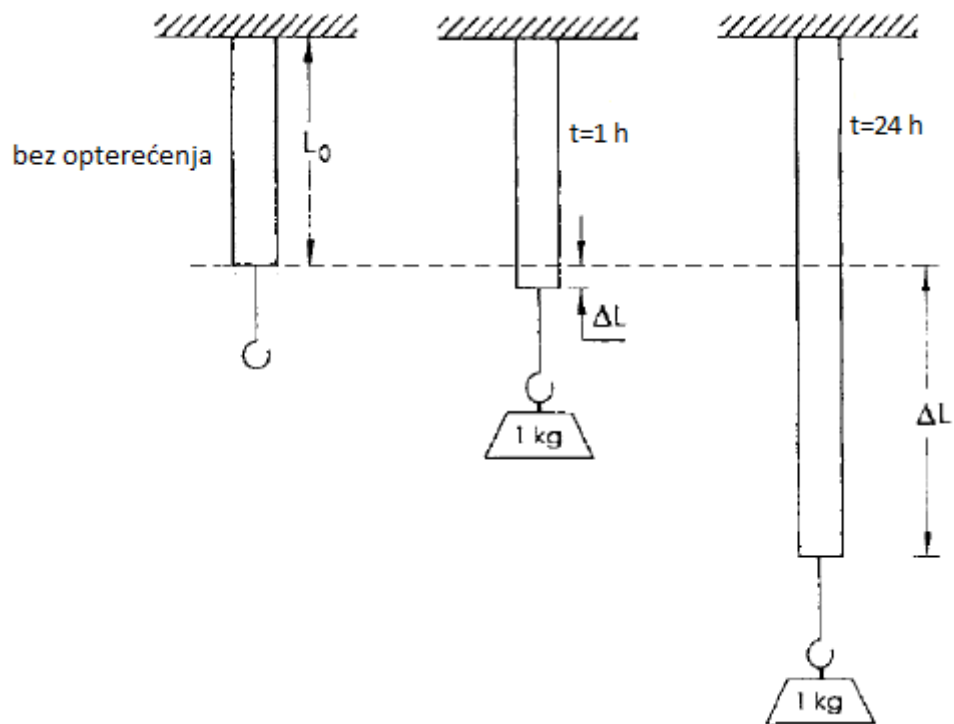 bez opterećenja
L₀
t=1 h
ΔL
1 kg
t=24 h
ΔL
1 kg